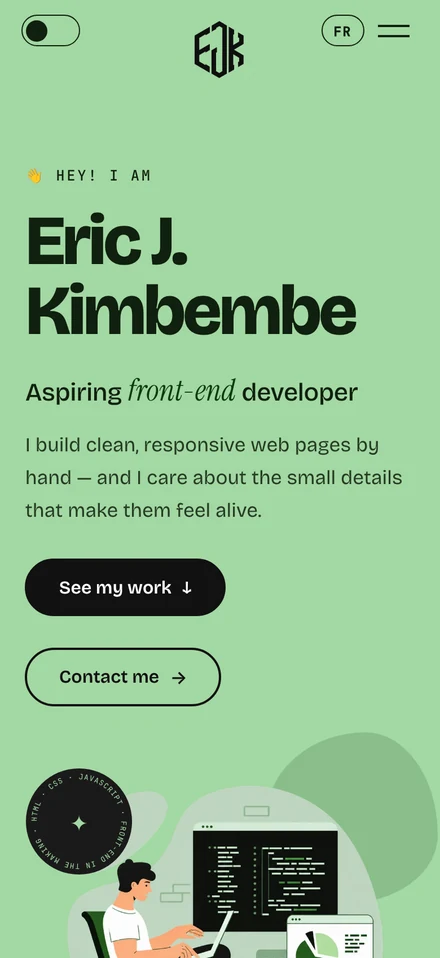 EJK
FR
👋 HEY! I AM
Eric J.
Kimbembe
Aspiring front-end developer
I build clean, responsive web pages by
hand — and I care about the small details
that make them feel alive.
See my work ↓
Contact me →
HTML · CSS · JAVASCRIPT · FRONT-END IN THE MAKING ·